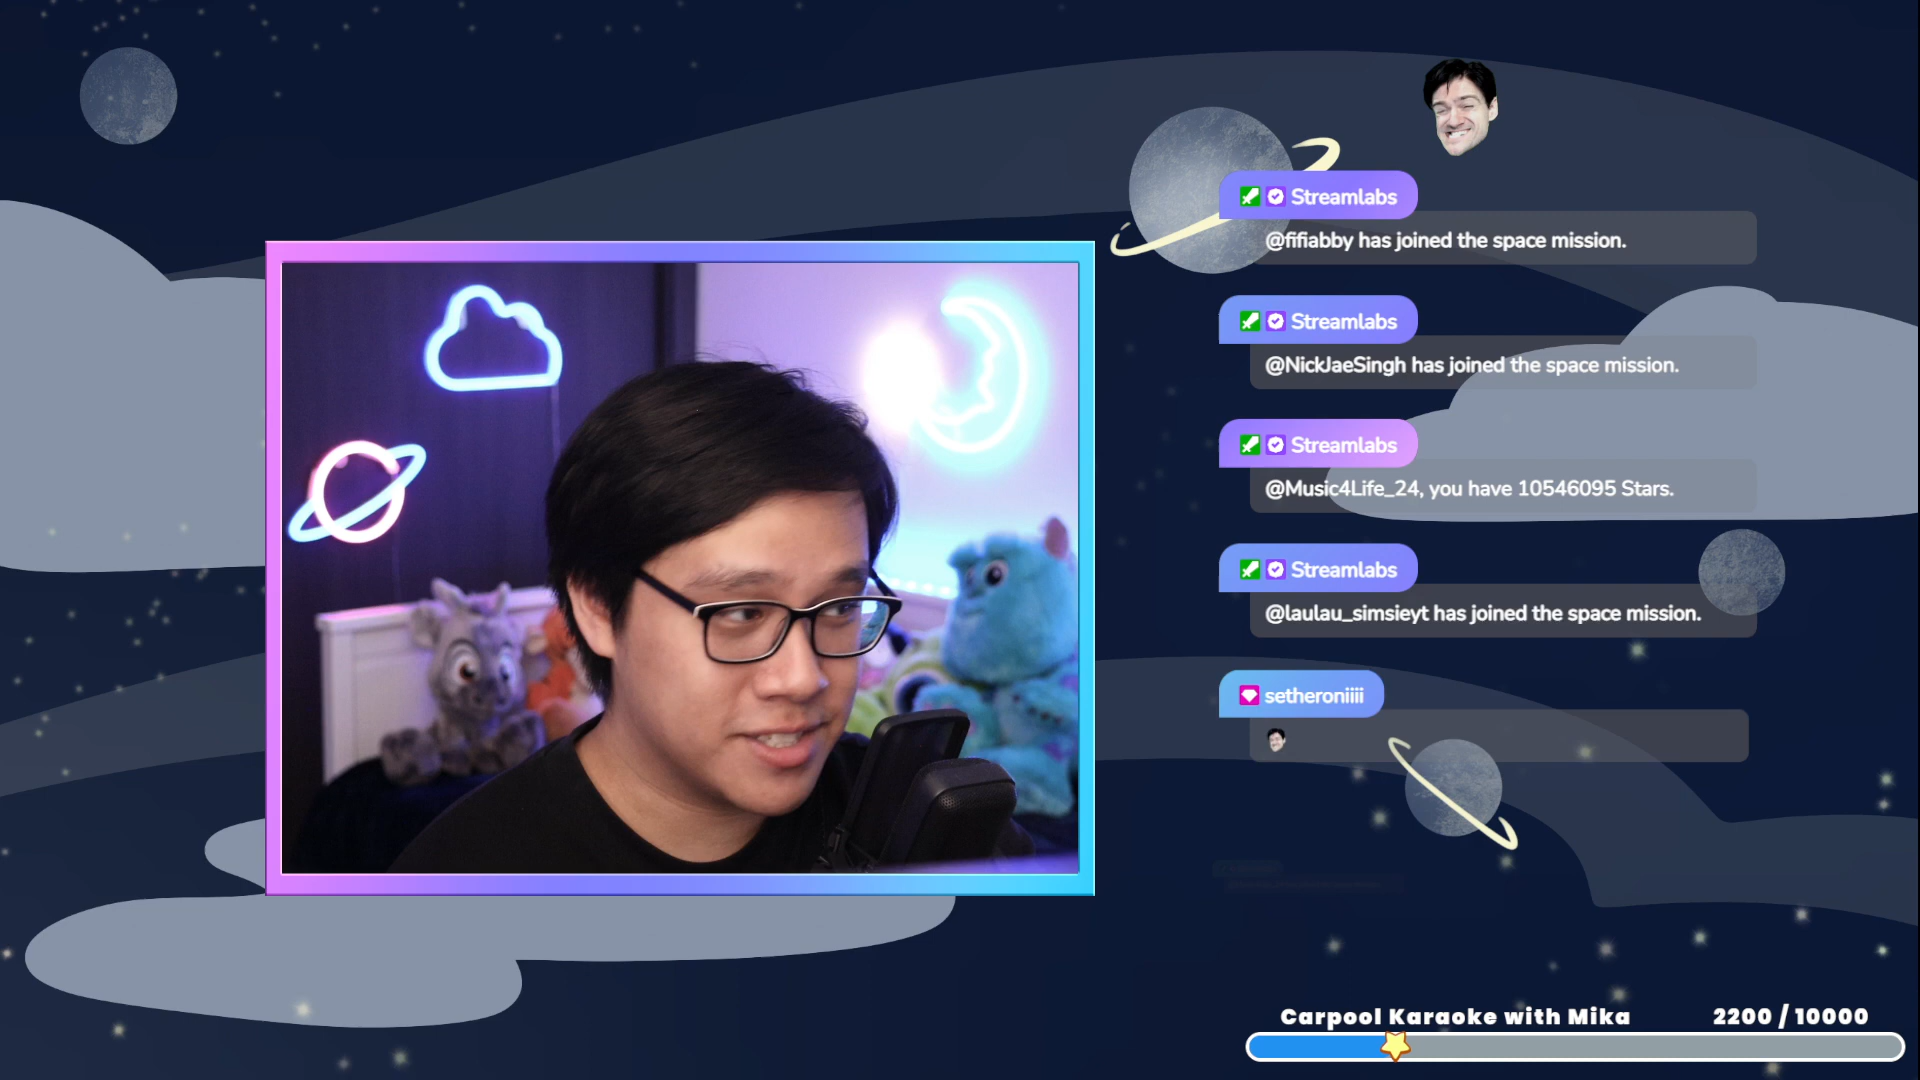 Streamlabs
@fifiabby has joined the space mission.
Streamlabs
@NickJaeSingh has joined the space mission.
Streamlabs
@Music4Life_24, you have 10546095 Stars.
Streamlabs
@laulau_simsieyt has joined the space mission.
setheroniiii
Carpool Karaoke with Mika 2200 / 10000